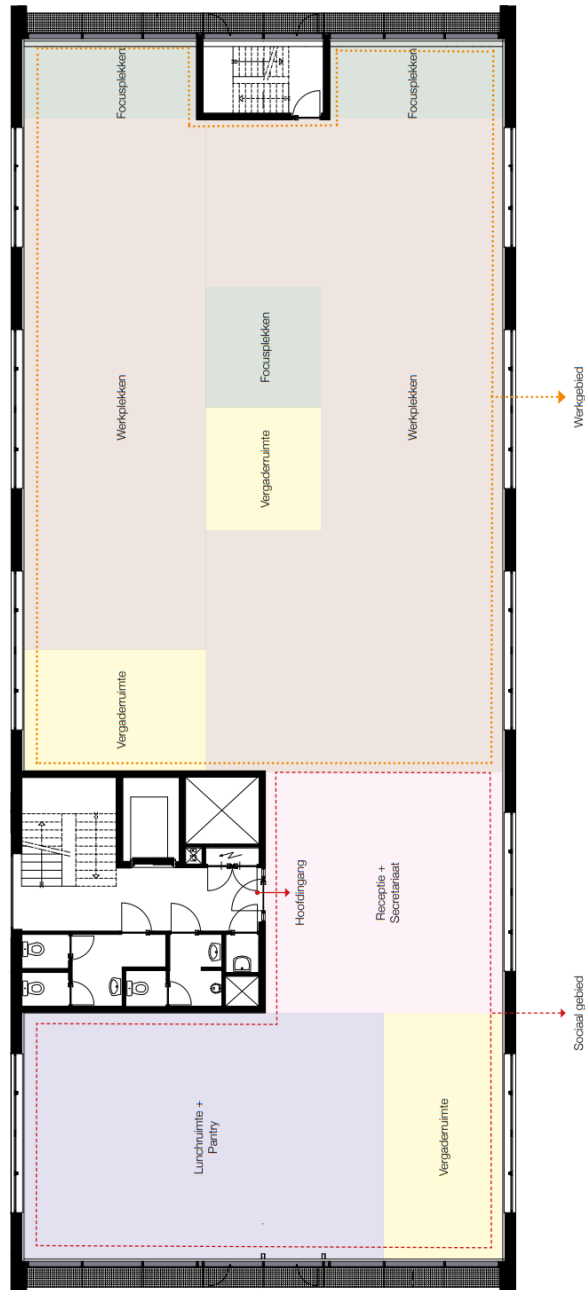 Focusplekken
Focusplekken
Focusplekken
Werkplekken
Werkplekken
Vergaderruimte
Werkgebied
Vergaderruimte
Hoofdingang
Receptie +
Secretariaat
Sociaal gebied
Lunchruimte +
Pantry
Vergaderruimte